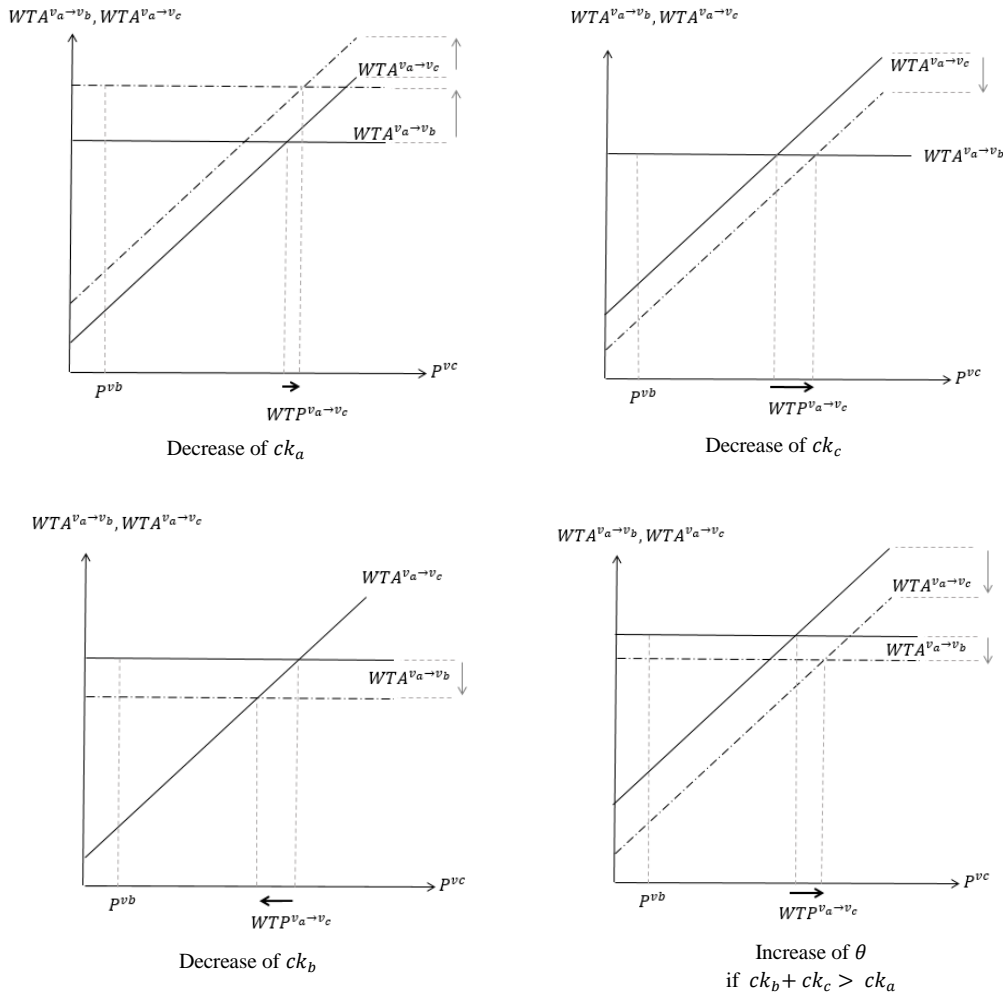 WTA^{v_a→v_b}, WTA^{v_a→v_c}
WTA^{v_a→v_c}
WTA^{v_a→v_b}
P^{vb}
P^{vc}
WTP^{v_a→v_c}
Decrease of ck_a
WTA^{v_a→v_b}, WTA^{v_a→v_c}
WTA^{v_a→v_c}
WTA^{v_a→v_b}
P^{vb}
P^{vc}
WTP^{v_a→v_c}
Decrease of ck_c
WTA^{v_a→v_b}, WTA^{v_a→v_c}
WTA^{v_a→v_c}
WTA^{v_a→v_b}
P^{vb}
P^{vc}
WTP^{v_a→v_c}
Decrease of ck_b
WTA^{v_a→v_b}, WTA^{v_a→v_c}
WTA^{v_a→v_c}
WTA^{v_a→v_b}
P^{vb}
P^{vc}
WTP^{v_a→v_c}
Increase of θ
if ck_b + ck_c > ck_a